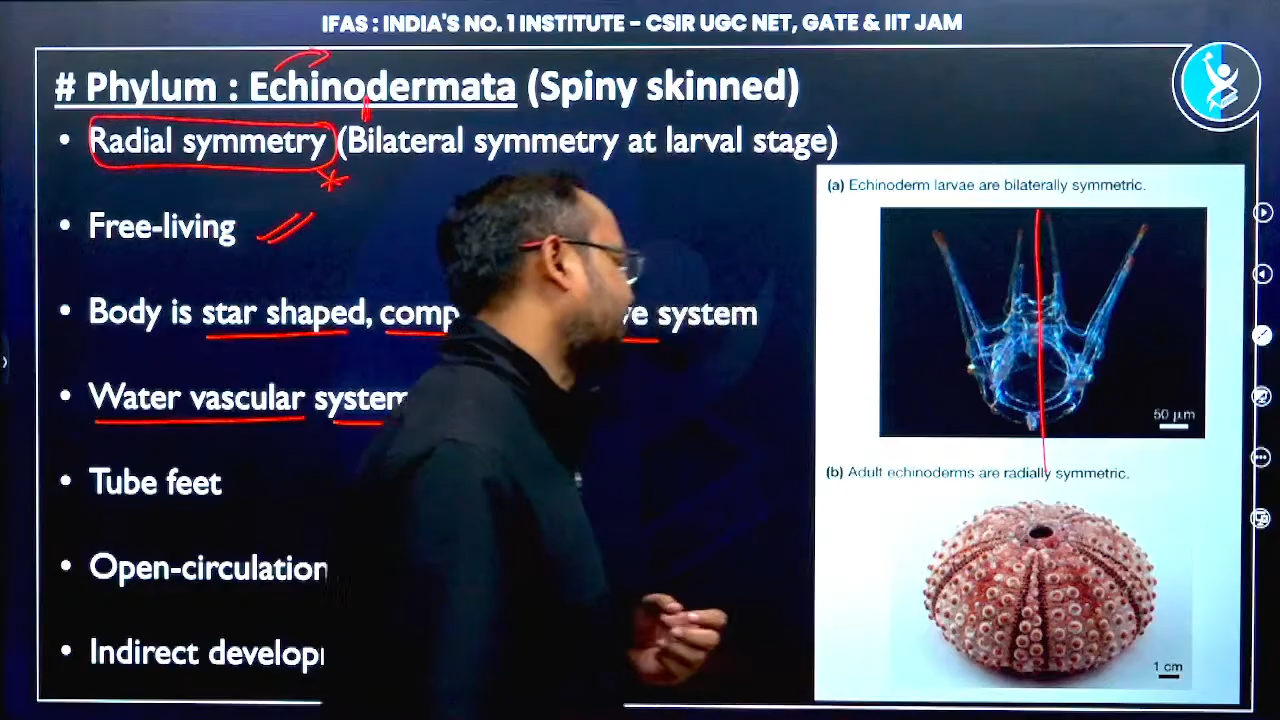 IFAS : INDIA'S NO. 1 INSTITUTE – CSIR UGC NET, GATE & IIT JAM
# Phylum : Echinodermata (Spiny skinned)
• Radial symmetry (Bilateral symmetry at larval stage)
• Free-living
• Body is star shaped, comp ve system
• Water vascular system
• Tube feet
• Open-circulation
• Indirect develop
(a) Echinoderm larvae are bilaterally symmetric.
50 µm
(b) Adult echinoderms are radially symmetric.
1 cm